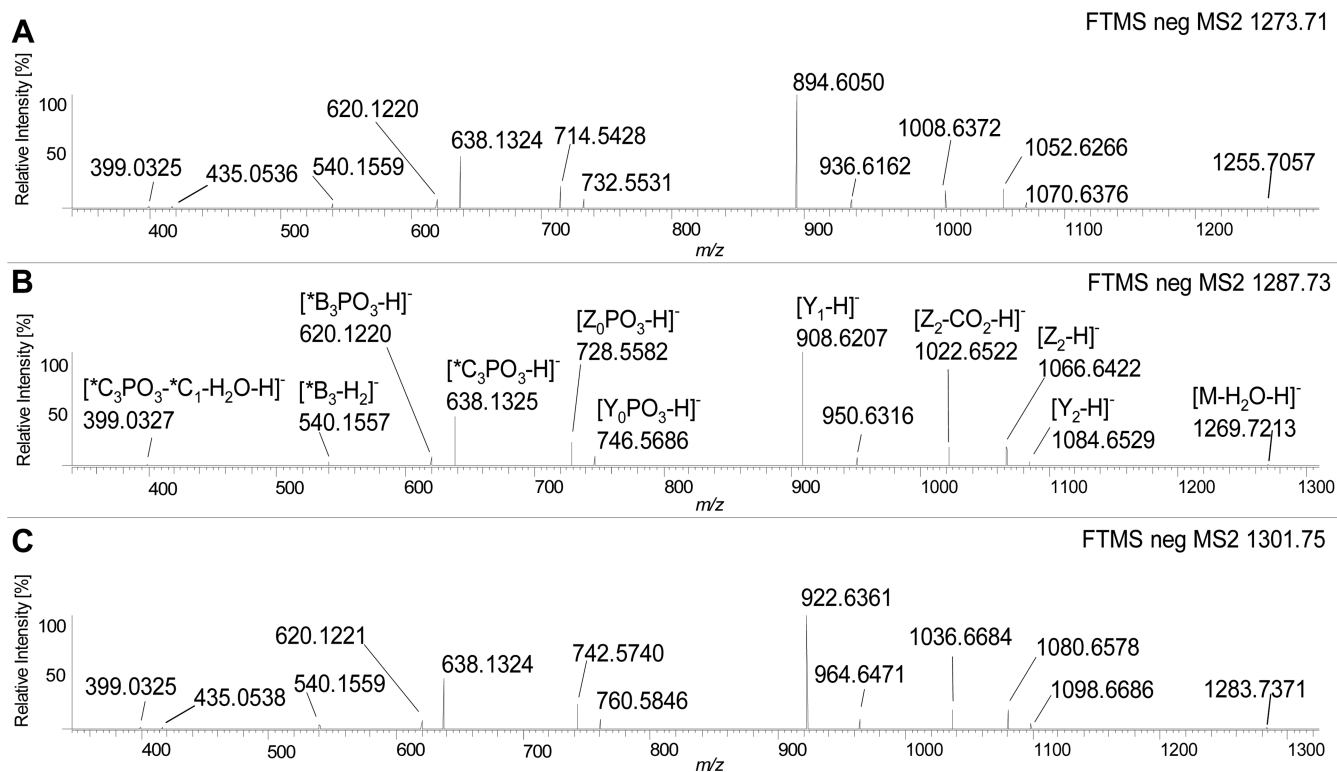 A
FTMS neg MS2 1273.71
Relative Intensity [%]
100
50
399.0325
435.0536
540.1559
620.1220
638.1324
714.5428
732.5531
894.6050
936.6162
1008.6372
1052.6266
1070.6376
1255.7057
400 500 600 700 800 900 1000 1100 1200
m/z
B
FTMS neg MS2 1287.73
Relative Intensity [%]
100
50
[*C₃PO₃-*C₁-H₂O-H]⁻
399.0327
[*B₃-H₂]⁻
540.1557
[*B₃PO₃-H]⁻
620.1220
[*C₃PO₃-H]⁻
638.1325
[Z₀PO₃-H]⁻
728.5582
[Y₀PO₃-H]⁻
746.5686
[Y₁-H]⁻
908.6207
950.6316
[Z₂-CO₂-H]⁻
1022.6522
[Z₂-H]⁻
1066.6422
[Y₂-H]⁻
1084.6529
[M-H₂O-H]⁻
1269.7213
400 500 600 700 800 900 1000 1100 1200 1300
m/z
C
FTMS neg MS2 1301.75
Relative Intensity [%]
100
50
399.0325
435.0538
540.1559
620.1221
638.1324
742.5740
760.5846
922.6361
964.6471
1036.6684
1080.6578
1098.6686
1283.7371
400 500 600 700 800 900 1000 1100 1200 1300
m/z